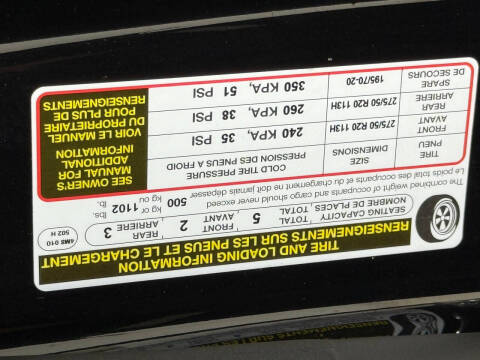 TIRE AND LOADING INFORMATION
RENSEIGNEMENTS SUR LES PNEUS ET LE CHARGEMENT
SEATING CAPACITY TOTAL 5 FRONT 2 REAR 3
NOMBRE DE PLACES TOTAL AVANT ARRIÈRE
4MS 010
502 H
The combined weight of occupants and cargo should never exceed 500 kg or 1102 lbs.
Le poids total des occupants et du chargement ne doit jamais dépasser kg ou lbs.
TIRE SIZE COLD TIRE PRESSURE
PNEU DIMENSIONS PRESSION DES PNEUS A FROID
FRONT
AVANT 275/50 R20 113H 240 KPA, 35 PSI
REAR
ARRIERE 275/50 R20 113H 260 KPA, 38 PSI
SPARE
DE SECOURS 195/70-20 350 KPA, 51 PSI
SEE OWNER'S
MANUAL FOR
ADDITIONAL
INFORMATION
VOIR LE MANUEL
DU PROPRIETAIRE
POUR PLUS DE
RENSEIGNEMENTS